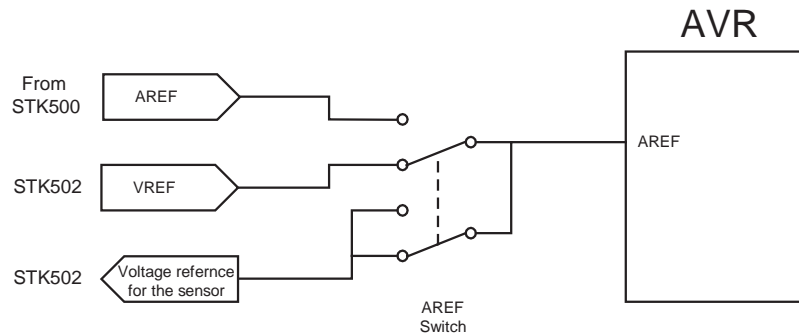 AVR
From
STK500
AREF
AREF
STK502
VREF
STK502
Voltage refernce
for the sensor
AREF
Switch